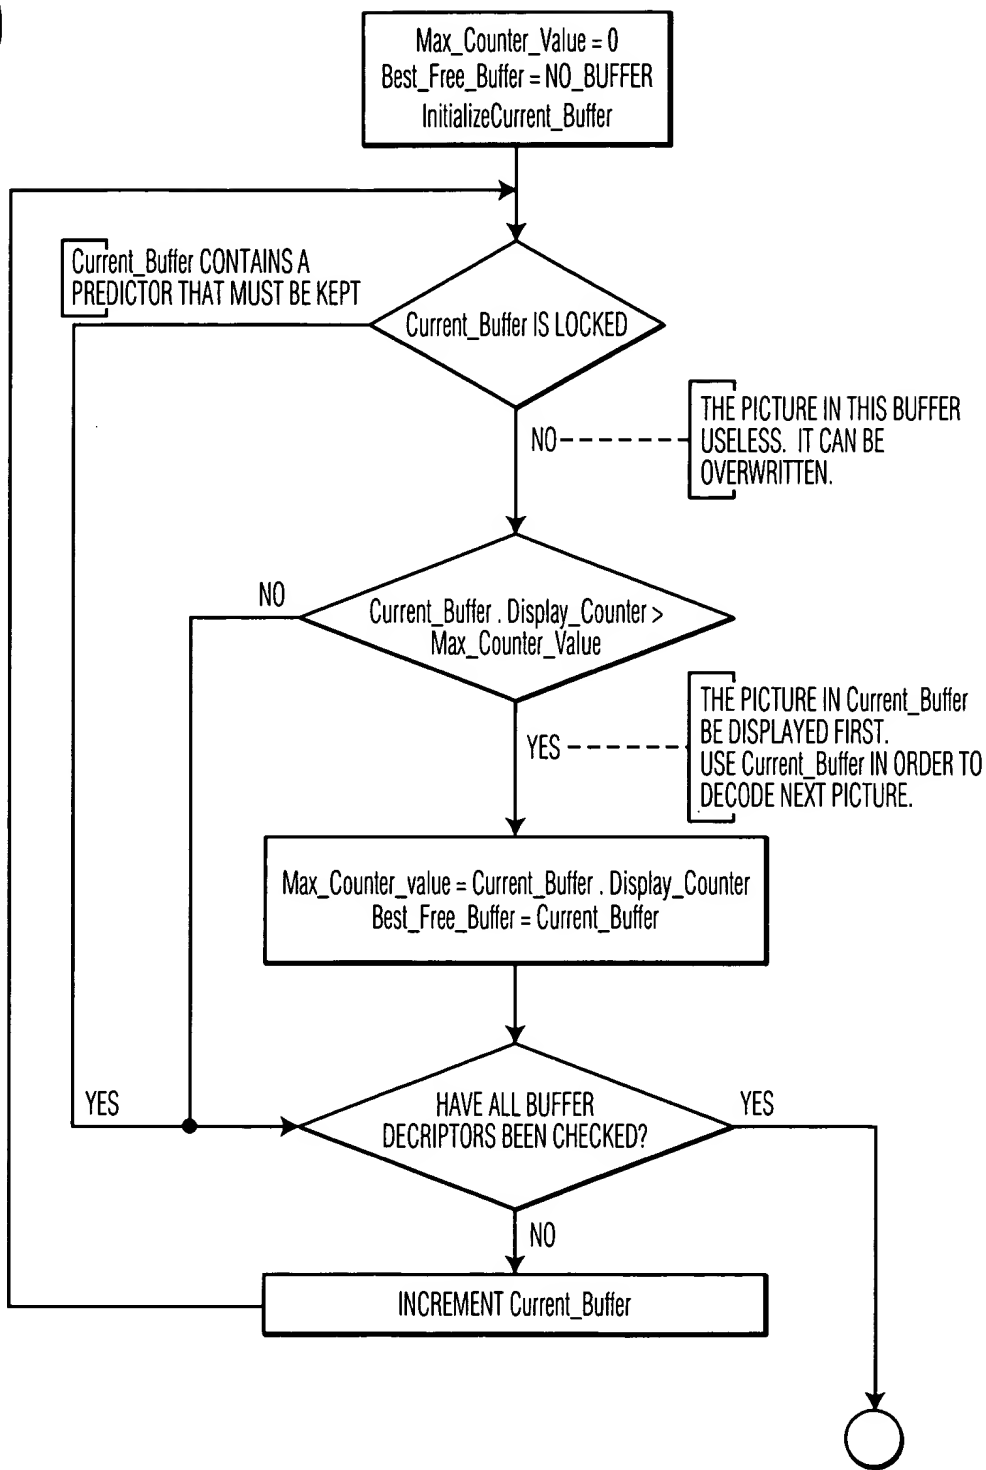 Max_Counter_Value = 0
Best_Free_Buffer = NO_BUFFER
InitializeCurrent_Buffer
Current_Buffer CONTAINS A
PREDICTOR THAT MUST BE KEPT
Current_Buffer IS LOCKED
NO
THE PICTURE IN THIS BUFFER
USELESS. IT CAN BE
OVERWRITTEN.
NO
Current_Buffer . Display_Counter >
Max_Counter_Value
YES
THE PICTURE IN Current_Buffer
BE DISPLAYED FIRST.
USE Current_Buffer IN ORDER TO
DECODE NEXT PICTURE.
Max_Counter_value = Current_Buffer . Display_Counter
Best_Free_Buffer = Current_Buffer
YES
HAVE ALL BUFFER
DECRIPTORS BEEN CHECKED?
YES
NO
INCREMENT Current_Buffer